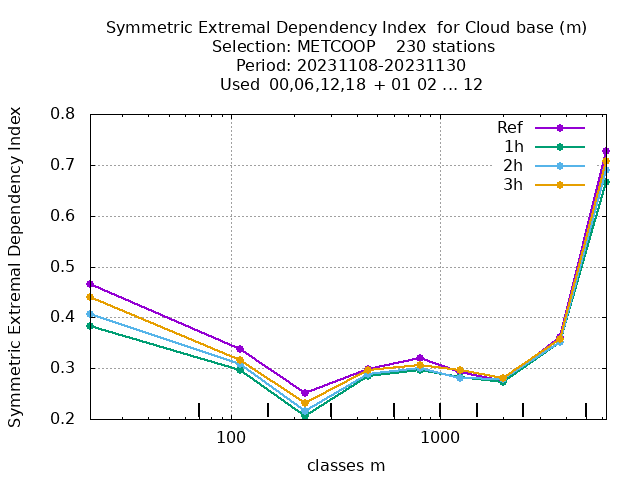 Symmetric Extremal Dependency Index for Cloud base (m)
Selection: METCOOP 230 stations
Period: 20231108-20231130
Used 00,06,12,18 + 01 02 ... 12
Symmetric Extremal Dependency Index
0.8
0.7
0.6
0.5
0.4
0.3
0.2
Ref
1h
2h
3h
100
1000
classes m